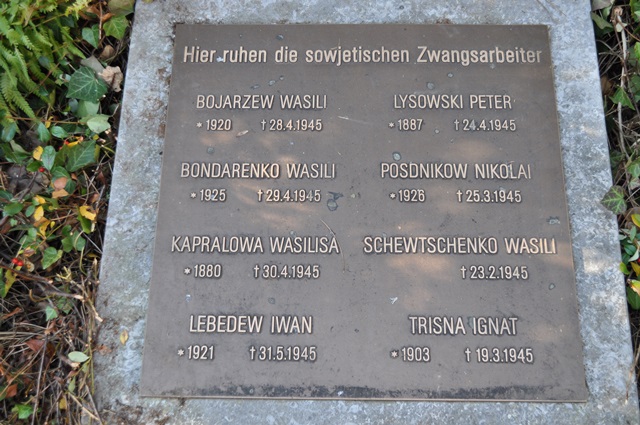 Hier ruhen die sowjetischen Zwangsarbeiter
BOJARZEW WASILI
* 1920 † 28.4.1945
LYSOWSKI PETER
* 1887 † 24.4.1945
BONDARENKO WASILI
* 1925 † 29.4.1945
POSDNIKOW NIKOLAI
* 1926 † 25.3.1945
KAPRALOWA WASILISA
* 1880 † 30.4.1945
SCHEWTSCHENKO WASILI
† 23.2.1945
LEBEDEW IWAN
* 1921 † 31.5.1945
TRISNA IGNAT
* 1903 † 19.3.1945